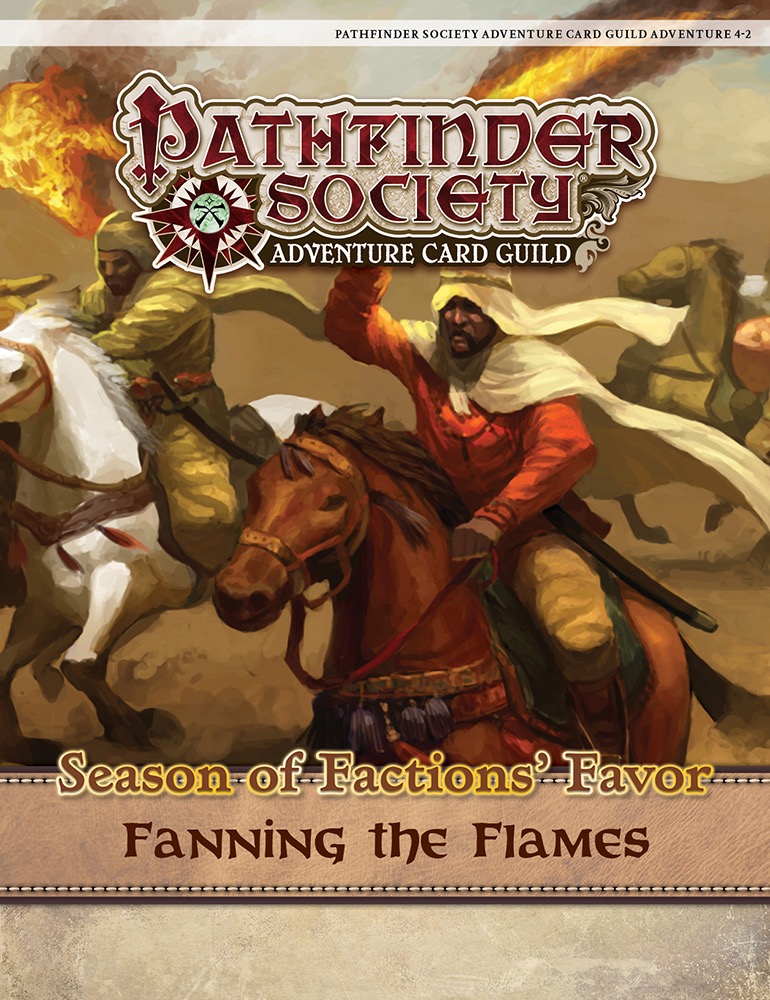 PATHFINDER SOCIETY ADVENTURE CARD GUILD ADVENTURE 4-2
PATHFINDER
SOCIETY®
ADVENTURE CARD GUILD
Season of Factions' Favor
Fanning the Flames